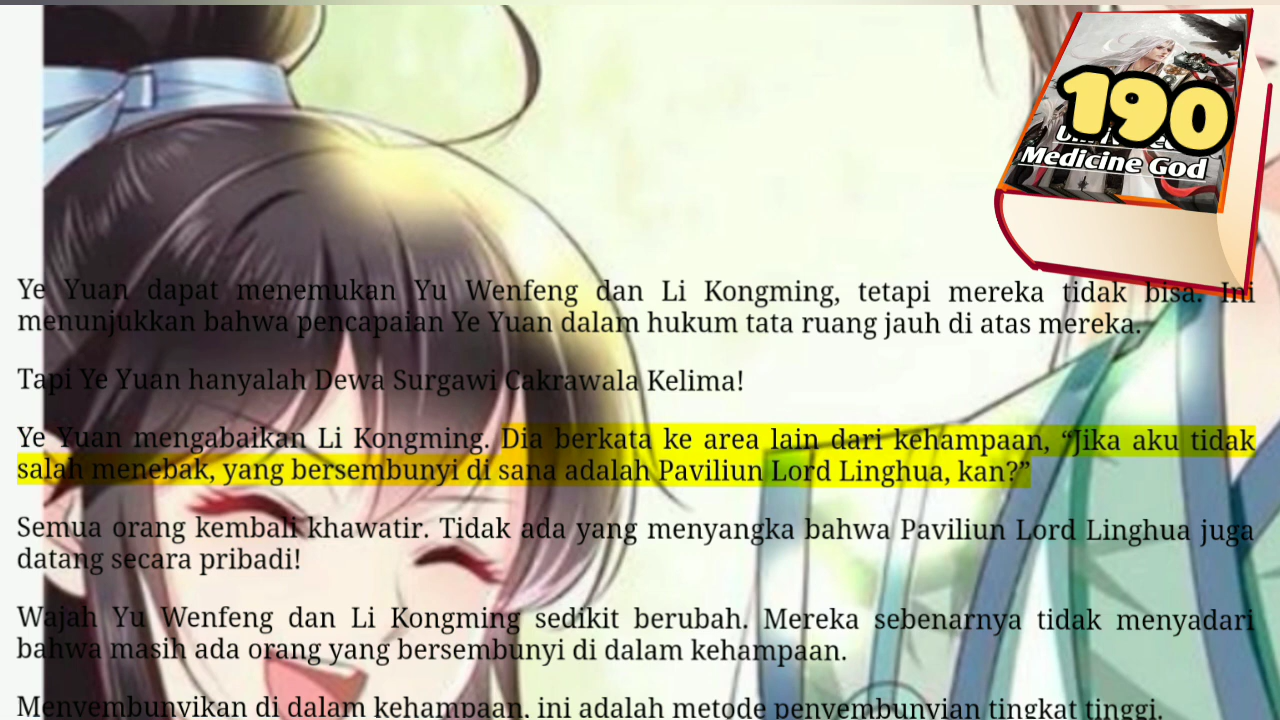 190
Medicine God
Ye Yuan dapat menemukan Yu Wenfeng dan Li Kongming, tetapi mereka tidak bisa. Ini
menunjukkan bahwa pencapaian Ye Yuan dalam hukum tata ruang jauh di atas mereka.
Tapi Ye Yuan hanyalah Dewa Surgawi Cakrawala Kelima!
Ye Yuan mengabaikan Li Kongming. Dia berkata ke area lain dari kehampaan, “Jika aku tidak
salah menebak, yang bersembunyi di sana adalah Paviliun Lord Linghua, kan?”
Semua orang kembali khawatir. Tidak ada yang menyangka bahwa Paviliun Lord Linghua juga
datang secara pribadi!
Wajah Yu Wenfeng dan Li Kongming sedikit berubah. Mereka sebenarnya tidak menyadari
bahwa masih ada orang yang bersembunyi di dalam kehampaan.
Menyembunyikan di dalam kehampaan, ini adalah metode penyembunyian tingkat tinggi,